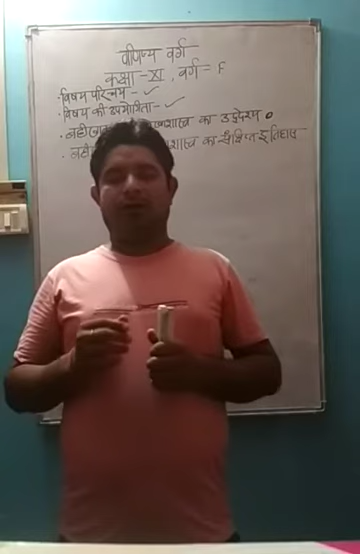 वाणिज्य वर्ग
कक्षा - XI , वर्ग = F
· विषय परिचय - ✓
· विषय की उपयोगिता - ✓
शास्त्र का उद्देश्य
शास्त्र का संक्षिप्त इतिहास